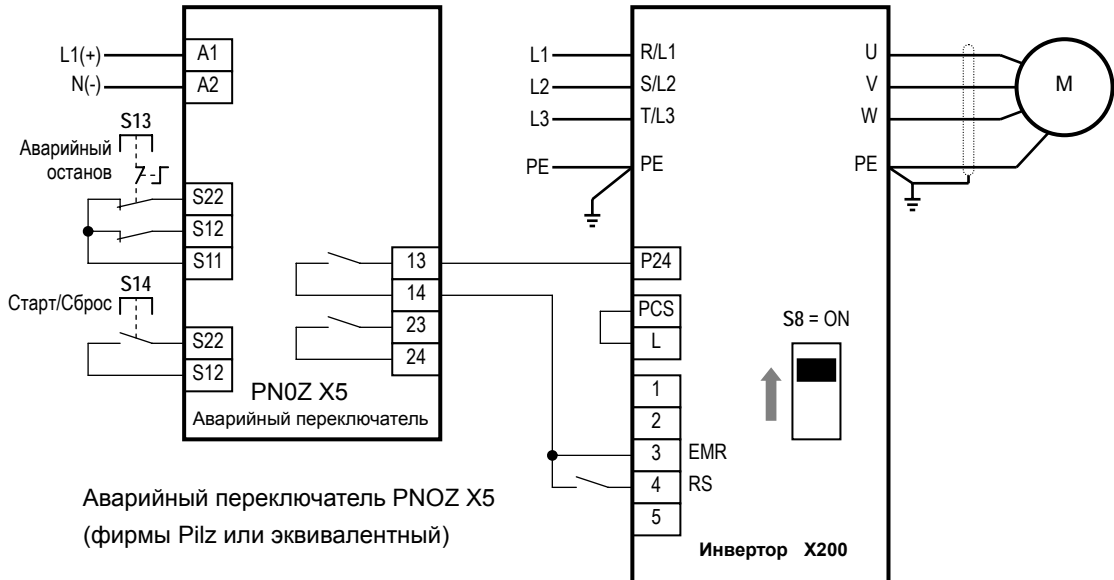 L1(+)
N(-)
A1
A2
S13
Аварийный
останов
S22
S12
S11
S14
Старт/Сброс
S22
S12
13
14
23
24
PN0Z X5
Аварийный переключатель
Аварийный переключатель PNOZ X5
(фирмы Pilz или эквивалентный)
L1
L2
L3
PE
R/L1
S/L2
T/L3
PE
U
V
W
PE
M
P24
PCS
L
S8 = ON
1
2
3
EMR
4
RS
5
Инвертор X200